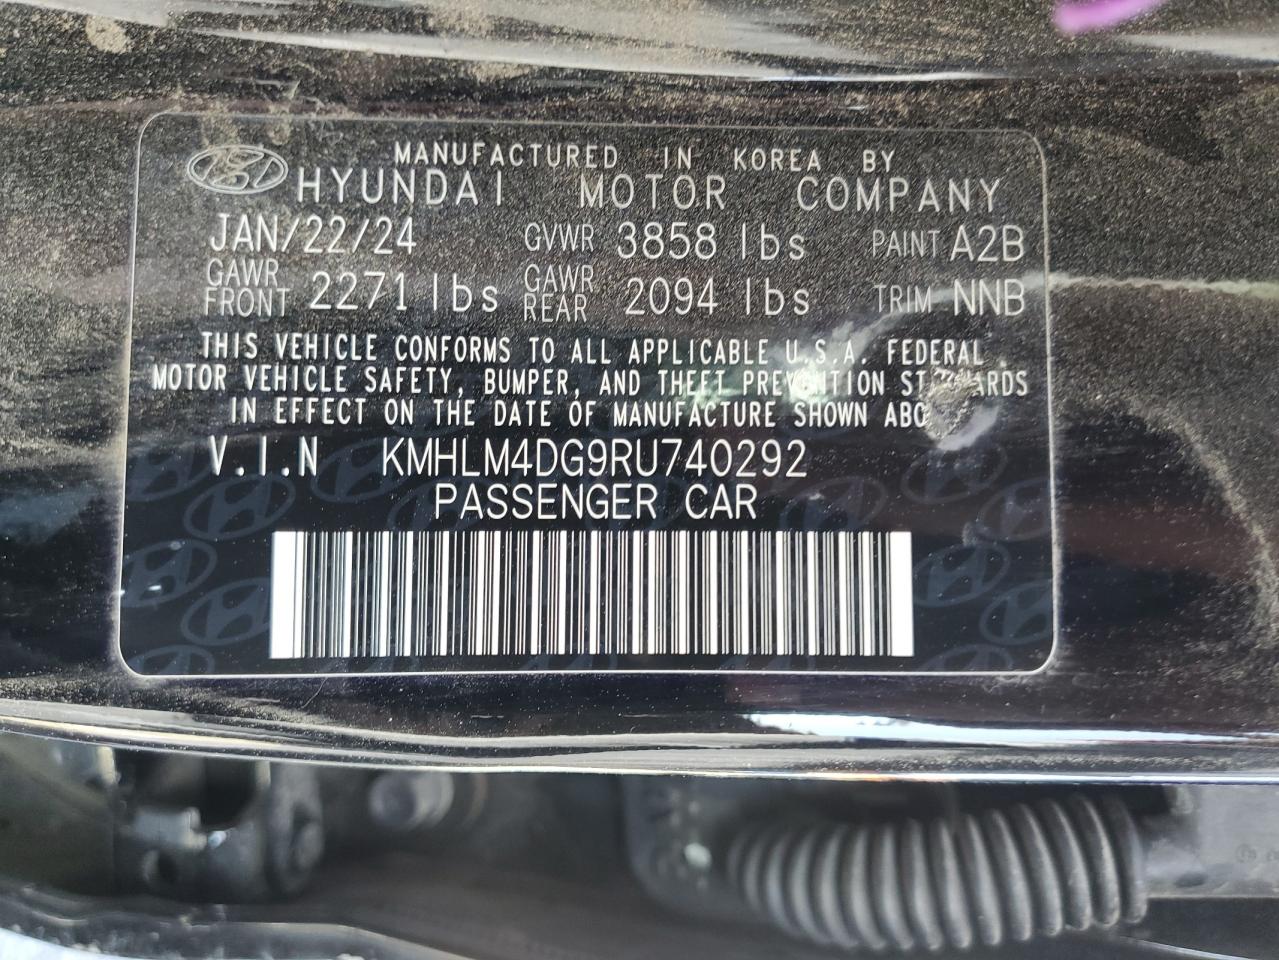 MANUFACTURED IN KOREA BY
HYUNDAI MOTOR COMPANY
JAN/22/24 GVWR 3858 lbs PAINT A2B
GAWR FRONT 2271 lbs GAWR REAR 2094 lbs TRIM NNB
THIS VEHICLE CONFORMS TO ALL APPLICABLE U.S.A. FEDERAL
MOTOR VEHICLE SAFETY, BUMPER, AND THEFT PREVENTION
IN EFFECT ON THE DATE OF MANUFACTURE SHOWN
V.I.N KMHLM4DG9RU740292
PASSENGER CAR